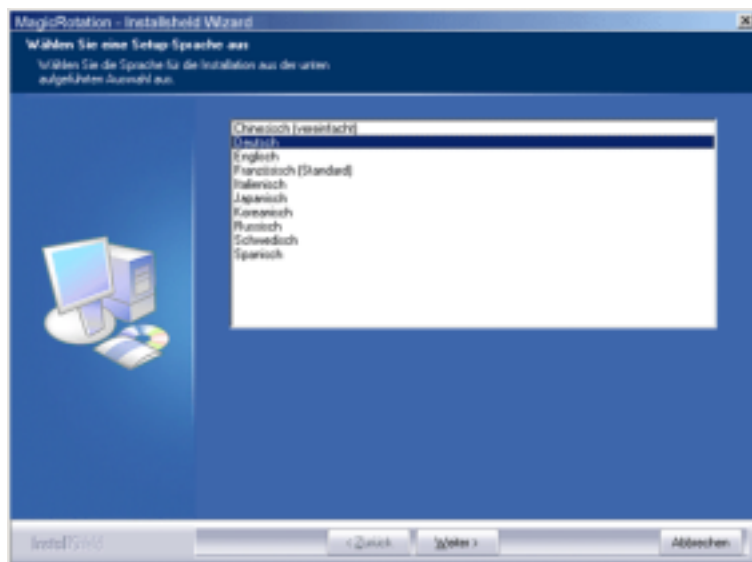 MagicRotation - Installsheld Wizard
Wählen Sie eine Setup Sprache aus
Wählen Sie die Sprache für die Installation aus der unten
aufgeführten Auswahl aus.
Chinesisch (vereinfacht)
Deutsch
Englisch
Französisch (Standard)
Italienisch
Japanisch
Koreanisch
Russisch
Schwedisch
Spanisch
InstallShield
< Zurück
Weiter >
Abbrechen